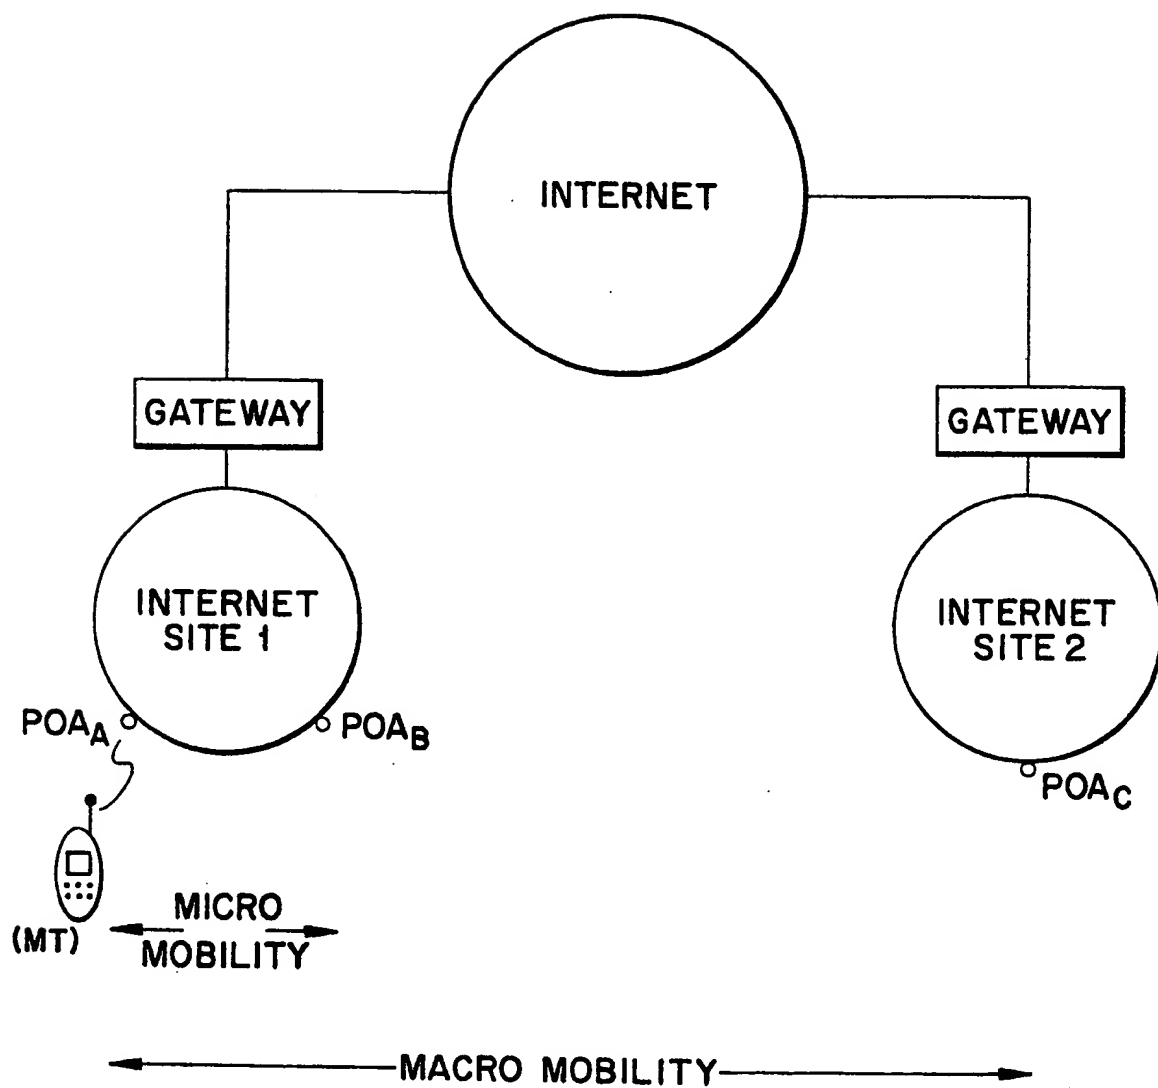 INTERNET
GATEWAY
GATEWAY
INTERNET
SITE 1
INTERNET
SITE 2
POAA
POAB
POAC
(MT)
MICRO
MOBILITY
MACRO MOBILITY